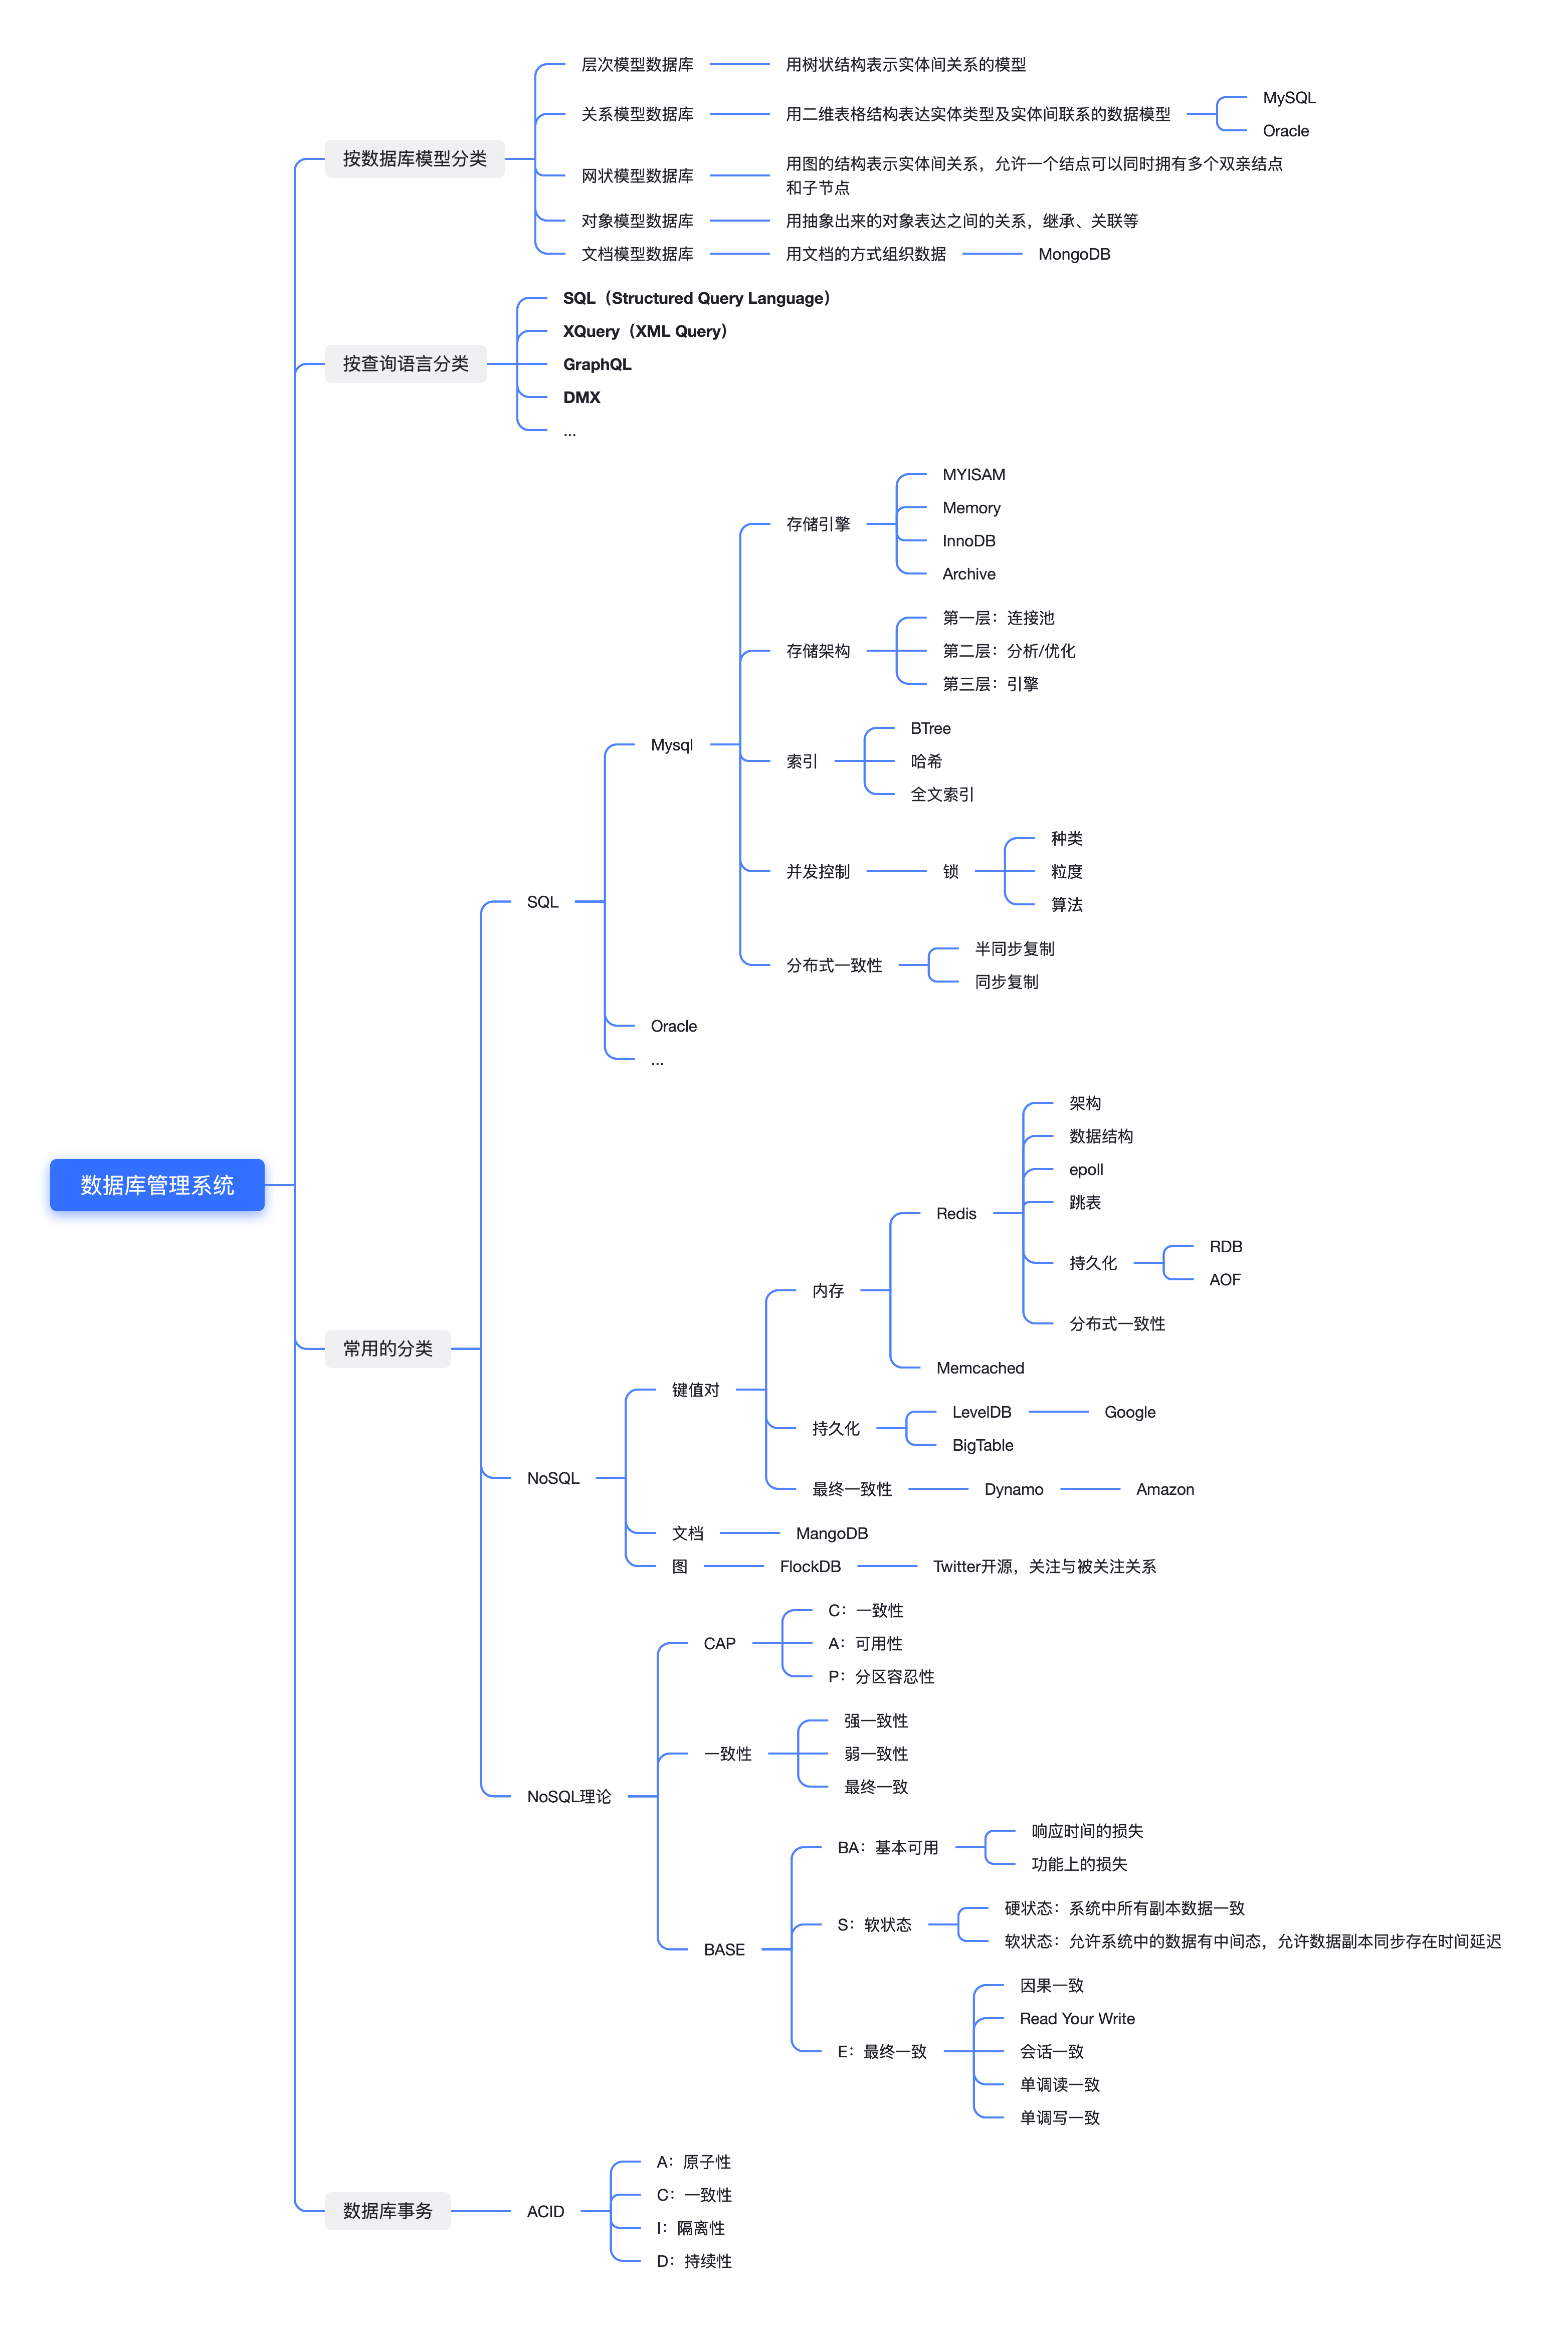 层次模型数据库
用树状结构表示实体间关系的模型
MySQL
关系模型数据库
用二维表格结构表达实体类型及实体间联系的数据模型
Oracle
按数据库模型分类
用图的结构表示实体间关系，允许一个结点可以同时拥有多个双亲结点
和子节点
网状模型数据库
对象模型数据库
用抽象出来的对象表达之间的关系，继承、关联等
文档模型数据库
用文档的方式组织数据
MongoDB
SQL（Structured Query Language）
XQuery（XML Query）
按查询语言分类
GraphQL
DMX
...
MYISAM
Memory
存储引擎
InnoDB
Archive
第一层：连接池
存储架构
第二层：分析/优化
第三层：引擎
BTree
Mysql
索引
哈希
全文索引
种类
并发控制
锁
粒度
算法
SQL
半同步复制
分布式一致性
同步复制
Oracle
...
架构
数据结构
epoll
数据库管理系统
跳表
Redis
RDB
持久化
AOF
内存
分布式一致性
常用的分类
Memcached
键值对
LevelDB
Google
持久化
BigTable
NoSQL
最终一致性
Dynamo
Amazon
文档
MangoDB
图
FlockDB
Twitter开源，关注与被关注关系
C：一致性
CAP
A：可用性
P：分区容忍性
强一致性
一致性
弱一致性
最终一致
NoSQL理论
响应时间的损失
BA：基本可用
功能上的损失
硬状态：系统中所有副本数据一致
S：软状态
软状态：允许系统中的数据有中间态，允许数据副本同步存在时间延迟
BASE
因果一致
Read Your Write
E：最终一致
会话一致
单调读一致
单调写一致
A：原子性
C：一致性
数据库事务
ACID
I：隔离性
D：持续性